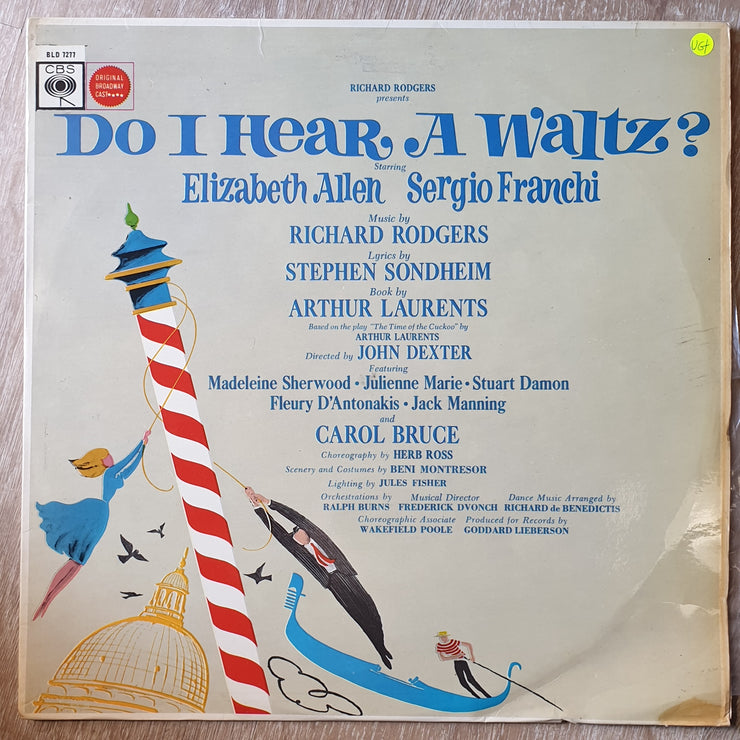 BLD 7277
CBS
ORIGINAL
BROADWAY
CAST
VG+
RICHARD RODGERS
presents
Do I Hear A Waltz?
Starring
Elizabeth Allen Sergio Franchi
Music by
RICHARD RODGERS
Lyrics by
STEPHEN SONDHEIM
Book by
ARTHUR LAURENTS
Based on the play "The Time of the Cuckoo" by
ARTHUR LAURENTS
Directed by JOHN DEXTER
Featuring
Madeleine Sherwood • Julienne Marie • Stuart Damon
Fleury D'Antonakis • Jack Manning
and
CAROL BRUCE
Choreography by HERB ROSS
Scenery and Costumes by BENI MONTRESOR
Lighting by JULES FISHER
Orchestrations by Musical Director Dance Music Arranged by
RALPH BURNS FREDERICK DVONCH RICHARD de BENEDICTIS
Choreographic Associate Produced for Records by
WAKEFIELD POOLE GODDARD LIEBERSON